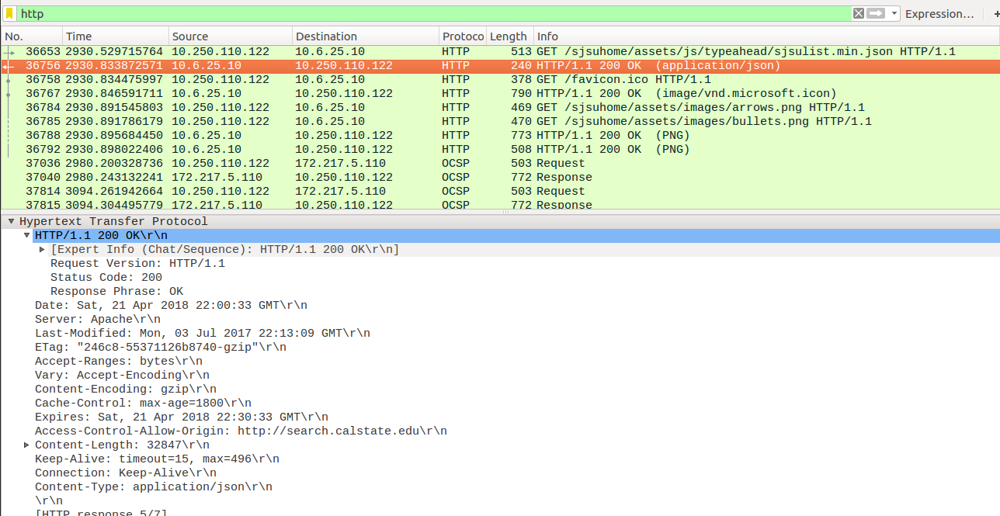 http Expression… +
No. Time Source Destination Protoco Length Info
36653 2930.529715764 10.250.110.122 10.6.25.10 HTTP 513 GET /sjsuhome/assets/js/typeahead/sjsulist.min.json HTTP/1.1
36756 2930.833872571 10.6.25.10 10.250.110.122 HTTP 240 HTTP/1.1 200 OK (application/json)
36758 2930.834475997 10.250.110.122 10.6.25.10 HTTP 378 GET /favicon.ico HTTP/1.1
36767 2930.846591711 10.6.25.10 10.250.110.122 HTTP 790 HTTP/1.1 200 OK (image/vnd.microsoft.icon)
36784 2930.891545803 10.250.110.122 10.6.25.10 HTTP 469 GET /sjsuhome/assets/images/arrows.png HTTP/1.1
36785 2930.891786179 10.250.110.122 10.6.25.10 HTTP 470 GET /sjsuhome/assets/images/bullets.png HTTP/1.1
36788 2930.895684450 10.6.25.10 10.250.110.122 HTTP 773 HTTP/1.1 200 OK (PNG)
36792 2930.898022406 10.6.25.10 10.250.110.122 HTTP 508 HTTP/1.1 200 OK (PNG)
37036 2980.200328736 10.250.110.122 172.217.5.110 OCSP 503 Request
37040 2980.243132241 172.217.5.110 10.250.110.122 OCSP 772 Response
37814 3094.261942664 10.250.110.122 172.217.5.110 OCSP 503 Request
37815 3094.304495779 172.217.5.110 10.250.110.122 OCSP 772 Response
Hypertext Transfer Protocol
HTTP/1.1 200 OK\r\n
[Expert Info (Chat/Sequence): HTTP/1.1 200 OK\r\n]
Request Version: HTTP/1.1
Status Code: 200
Response Phrase: OK
Date: Sat, 21 Apr 2018 22:00:33 GMT\r\n
Server: Apache\r\n
Last-Modified: Mon, 03 Jul 2017 22:13:09 GMT\r\n
ETag: "246c8-55371126b8740-gzip"\r\n
Accept-Ranges: bytes\r\n
Vary: Accept-Encoding\r\n
Content-Encoding: gzip\r\n
Cache-Control: max-age=1800\r\n
Expires: Sat, 21 Apr 2018 22:30:33 GMT\r\n
Access-Control-Allow-Origin: http://search.calstate.edu\r\n
Content-Length: 32847\r\n
Keep-Alive: timeout=15, max=496\r\n
Connection: Keep-Alive\r\n
Content-Type: application/json\r\n
\r\n
[HTTP response 5/7]